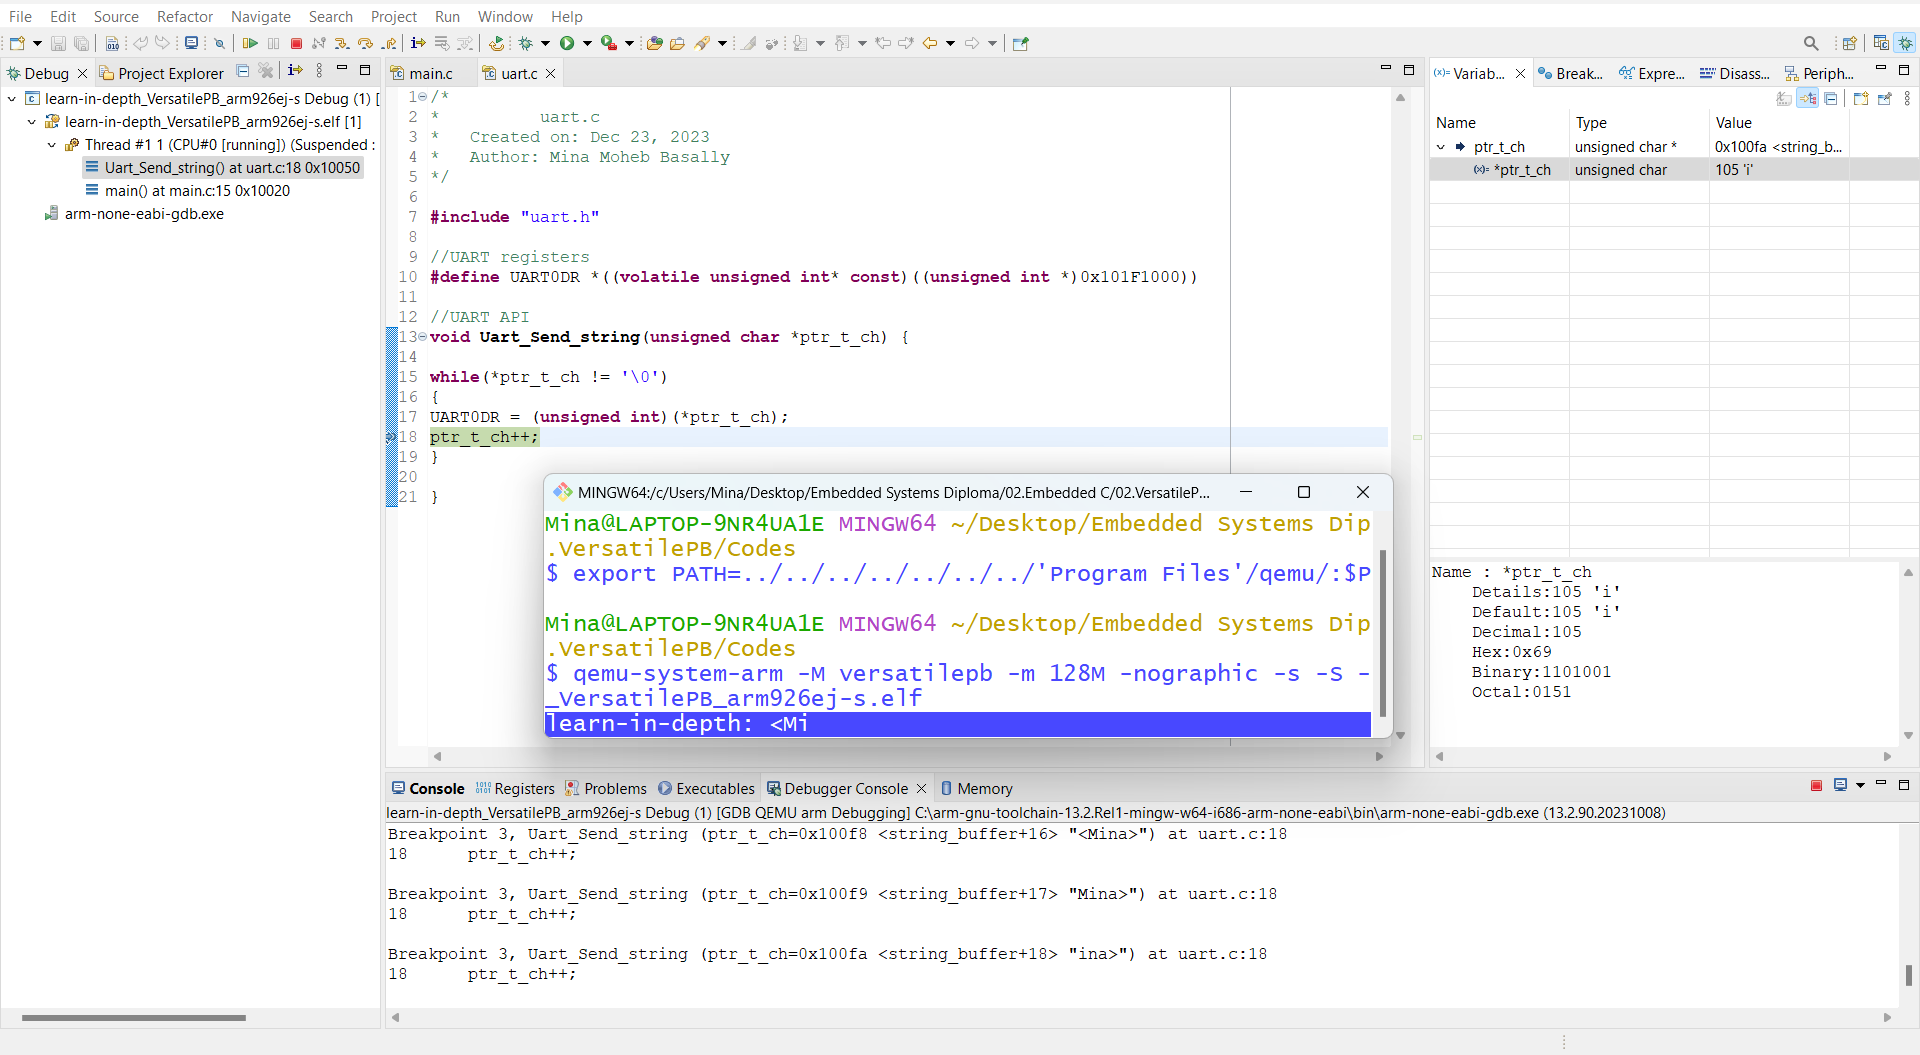 File Edit Source Refactor Navigate Search Project Run Window Help
Debug Project Explorer
learn-in-depth_VersatilePB_arm926ej-s Debug (1) [
learn-in-depth_VersatilePB_arm926ej-s.elf [1]
Thread #1 1 (CPU#0 [running]) (Suspended :
Uart_Send_string() at uart.c:18 0x10050
main() at main.c:15 0x10020
arm-none-eabi-gdb.exe
main.c uart.c
1 /*
2 * uart.c
3 * Created on: Dec 23, 2023
4 * Author: Mina Moheb Basally
5 */
6
7 #include "uart.h"
8
9 //UART registers
10 #define UART0DR *((volatile unsigned int* const)((unsigned int *)0x101F1000))
11
12 //UART API
13 void Uart_Send_string(unsigned char *ptr_t_ch) {
14
15 while(*ptr_t_ch != '\0')
16 {
17 UART0DR = (unsigned int)(*ptr_t_ch);
18 ptr_t_ch++;
19 }
20
21 }
MINGW64:/c/Users/Mina/Desktop/Embedded Systems Diploma/02.Embedded C/02.VersatileP...
Mina@LAPTOP-9NR4UA1E MINGW64 ~/Desktop/Embedded Systems Dip
.VersatilePB/Codes
$ export PATH=../../../../../../../'Program Files'/qemu/:$P
Mina@LAPTOP-9NR4UA1E MINGW64 ~/Desktop/Embedded Systems Dip
.VersatilePB/Codes
$ qemu-system-arm -M versatilepb -m 128M -nographic -s -S -
_VersatilePB_arm926ej-s.elf
learn-in-depth: <Mi
(x)= Variab... Break... Expre... Disass... Periph...
Name Type Value
ptr_t_ch unsigned char * 0x100fa <string_b...
(x)= *ptr_t_ch unsigned char 105 'i'
Name : *ptr_t_ch
Details:105 'i'
Default:105 'i'
Decimal:105
Hex:0x69
Binary:1101001
Octal:0151
Console Registers Problems Executables Debugger Console Memory
learn-in-depth_VersatilePB_arm926ej-s Debug (1) [GDB QEMU arm Debugging] C:\arm-gnu-toolchain-13.2.Rel1-mingw-w64-i686-arm-none-eabi\bin\arm-none-eabi-gdb.exe (13.2.90.20231008)
Breakpoint 3, Uart_Send_string (ptr_t_ch=0x100f8 <string_buffer+16> "<Mina>") at uart.c:18
18 ptr_t_ch++;
Breakpoint 3, Uart_Send_string (ptr_t_ch=0x100f9 <string_buffer+17> "Mina>") at uart.c:18
18 ptr_t_ch++;
Breakpoint 3, Uart_Send_string (ptr_t_ch=0x100fa <string_buffer+18> "ina>") at uart.c:18
18 ptr_t_ch++;